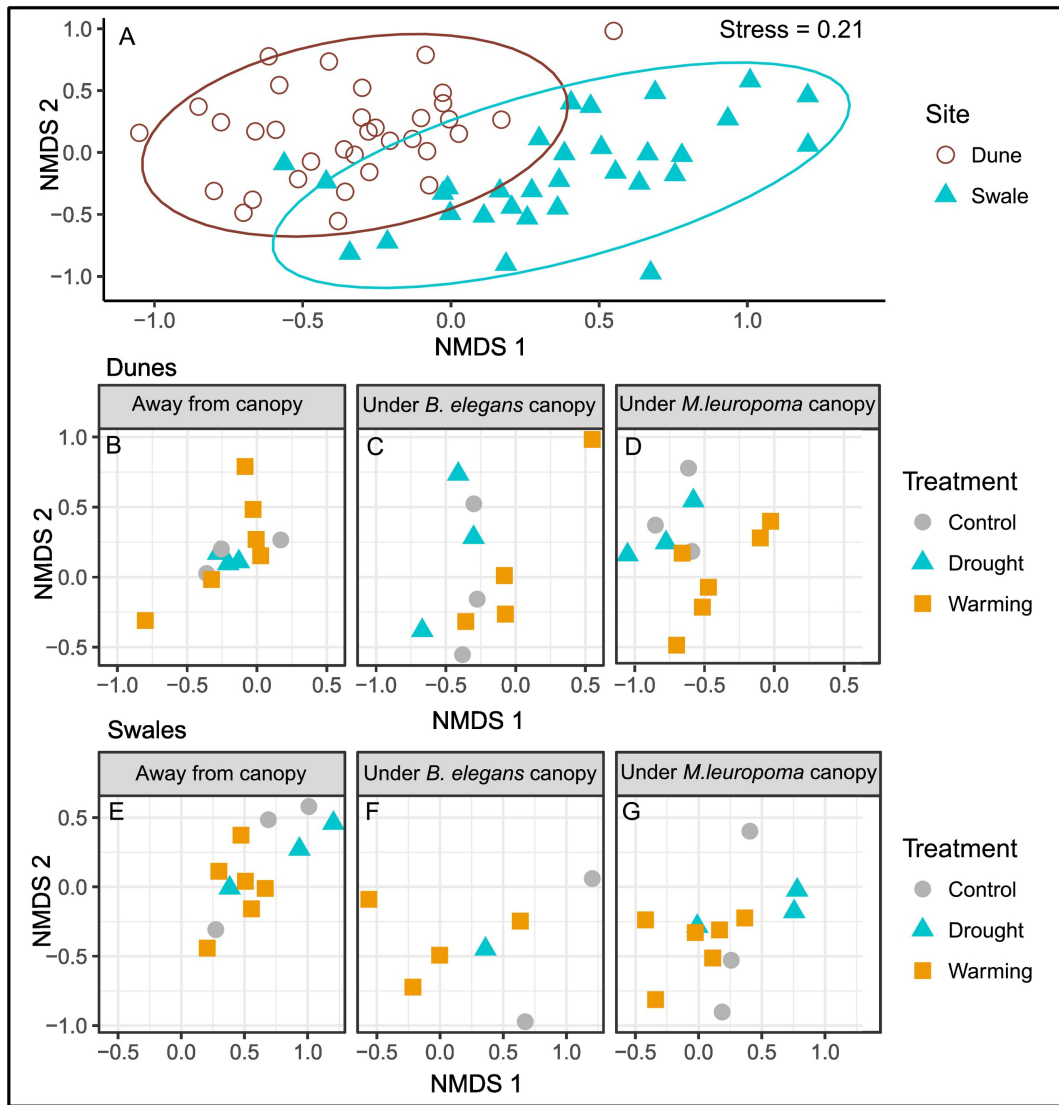 A
Stress = 0.21
1.0
0.5
0.0
−0.5
−1.0
NMDS 2
−1.0
−0.5
0.0
0.5
1.0
NMDS 1
Site
Dune
Swale
Dunes
Away from canopy
Under B. elegans canopy
Under M.leuropoma canopy
B
C
D
1.0
0.5
0.0
−0.5
NMDS 2
−1.0 −0.5 0.0 0.5
−1.0 −0.5 0.0 0.5
−1.0 −0.5 0.0 0.5
NMDS 1
Treatment
Control
Drought
Warming
Swales
Away from canopy
Under B. elegans canopy
Under M.leuropoma canopy
E
F
G
0.5
0.0
−0.5
−1.0
NMDS 2
−0.5 0.0 0.5 1.0
−0.5 0.0 0.5 1.0
−0.5 0.0 0.5 1.0
NMDS 1
Treatment
Control
Drought
Warming